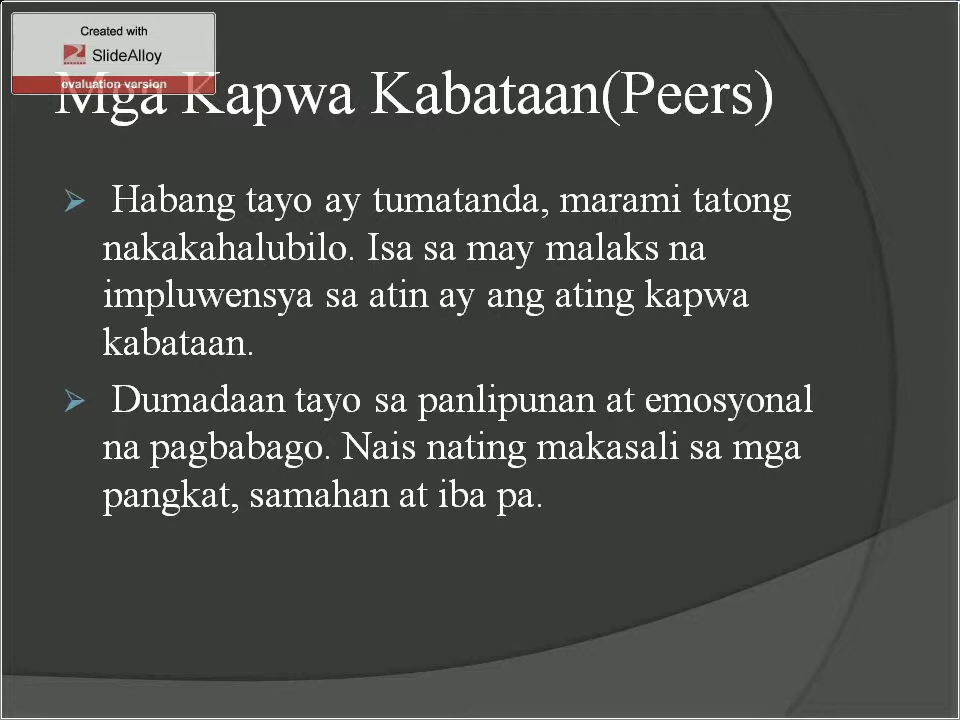 Created with
SlideAlloy
evaluation version
Mga Kapwa Kabataan(Peers)
Habang tayo ay tumatanda, marami tatong
nakakahalubilo. Isa sa may malaks na
impluwensya sa atin ay ang ating kapwa
kabataan.
Dumadaan tayo sa panlipunan at emosyonal
na pagbabago. Nais nating makasali sa mga
pangkat, samahan at iba pa.